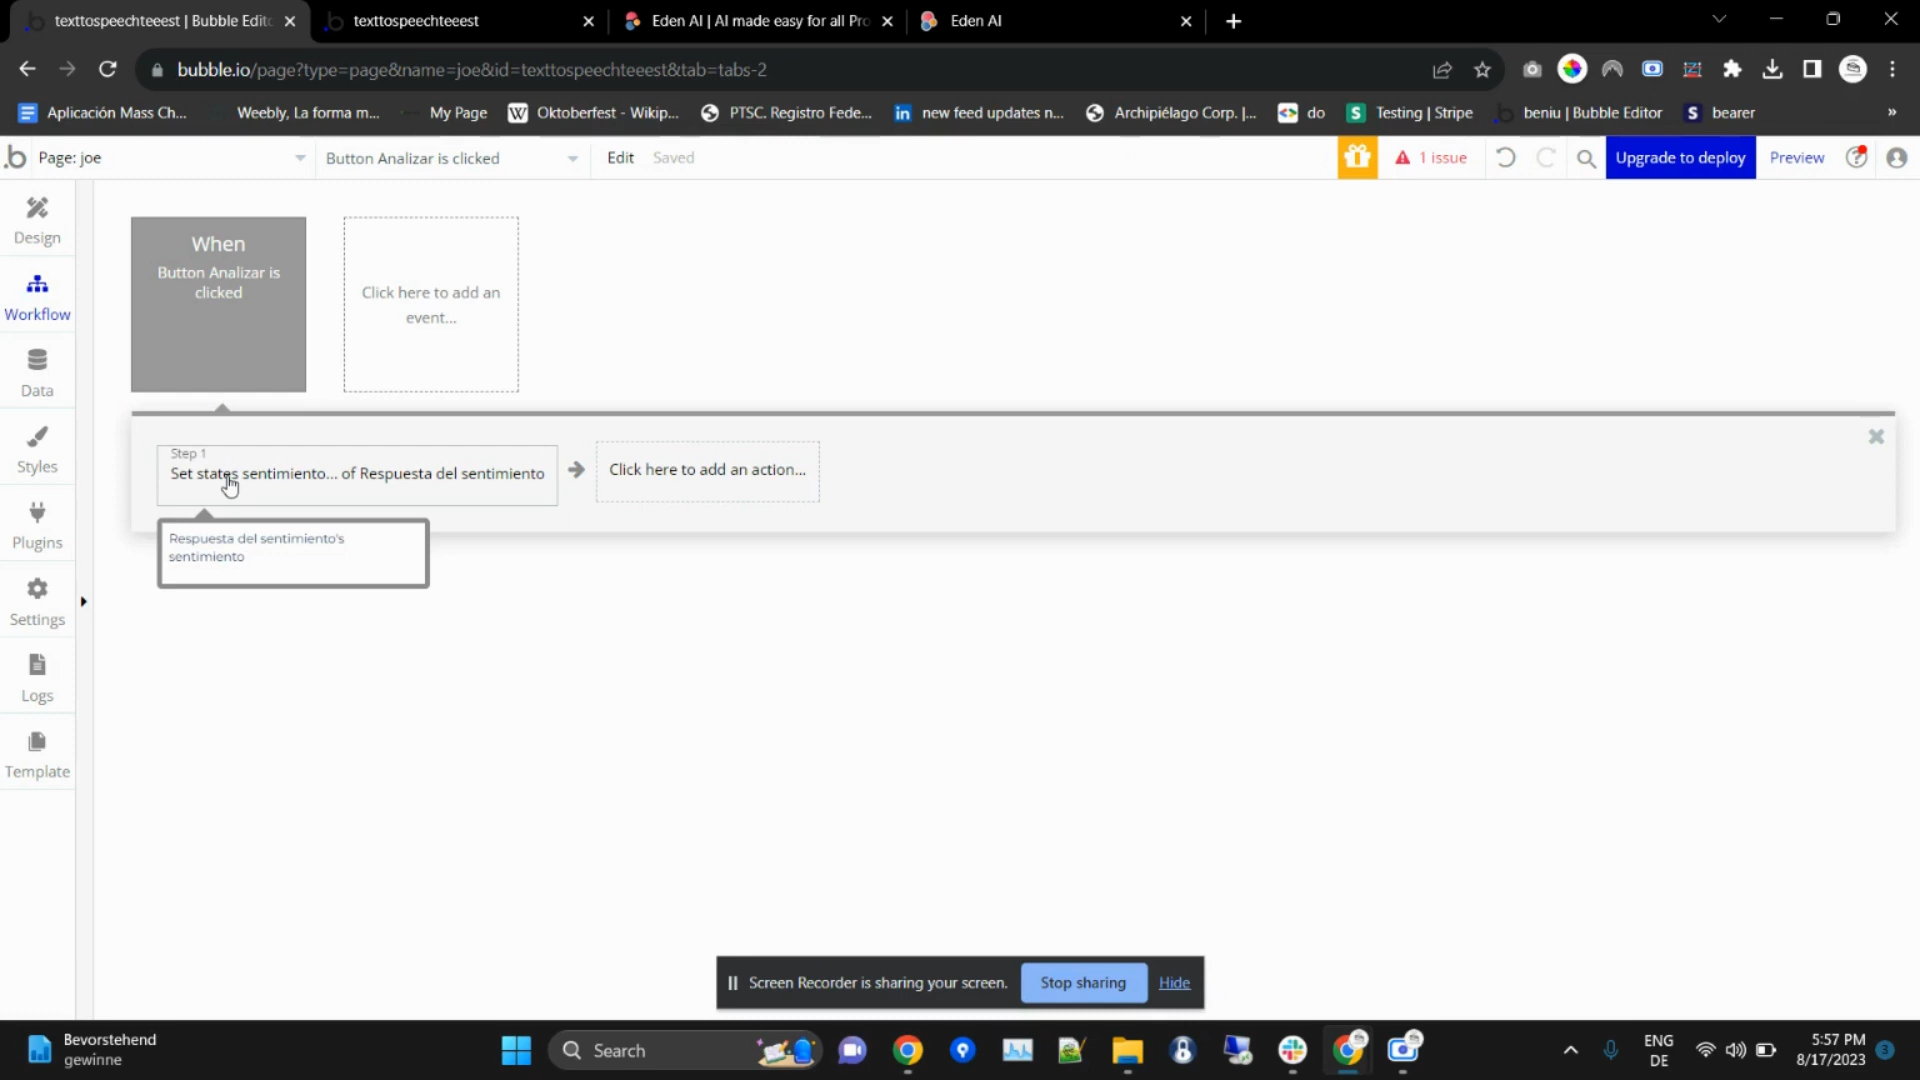 texttospeechteeest | Bubble Edito
texttospeechteeest
Eden AI | AI made easy for all Pro
Eden AI
bubble.io/page?type=page&name=joe&id=texttospeechteeest&tab=tabs-2
Aplicación Mass Ch...
Weebly, La forma m...
My Page
Oktoberfest - Wikip...
PTSC. Registro Fede...
new feed updates n...
Archipiélago Corp. |...
do
Testing | Stripe
beniu | Bubble Editor
bearer
»
Page: joe
Button Analizar is clicked
Edit
Saved
1 issue
Upgrade to deploy
Preview
Design
Workflow
Data
Styles
Plugins
Settings
Logs
Template
When
Button Analizar is
clicked
Click here to add an
event...
Step 1
Set states sentimiento... of Respuesta del sentimiento
Click here to add an action...
Respuesta del sentimiento's
sentimiento
Screen Recorder is sharing your screen.
Stop sharing
Hide
Bevorstehend
gewinne
Search
ENG
DE
5:57 PM
8/17/2023
3